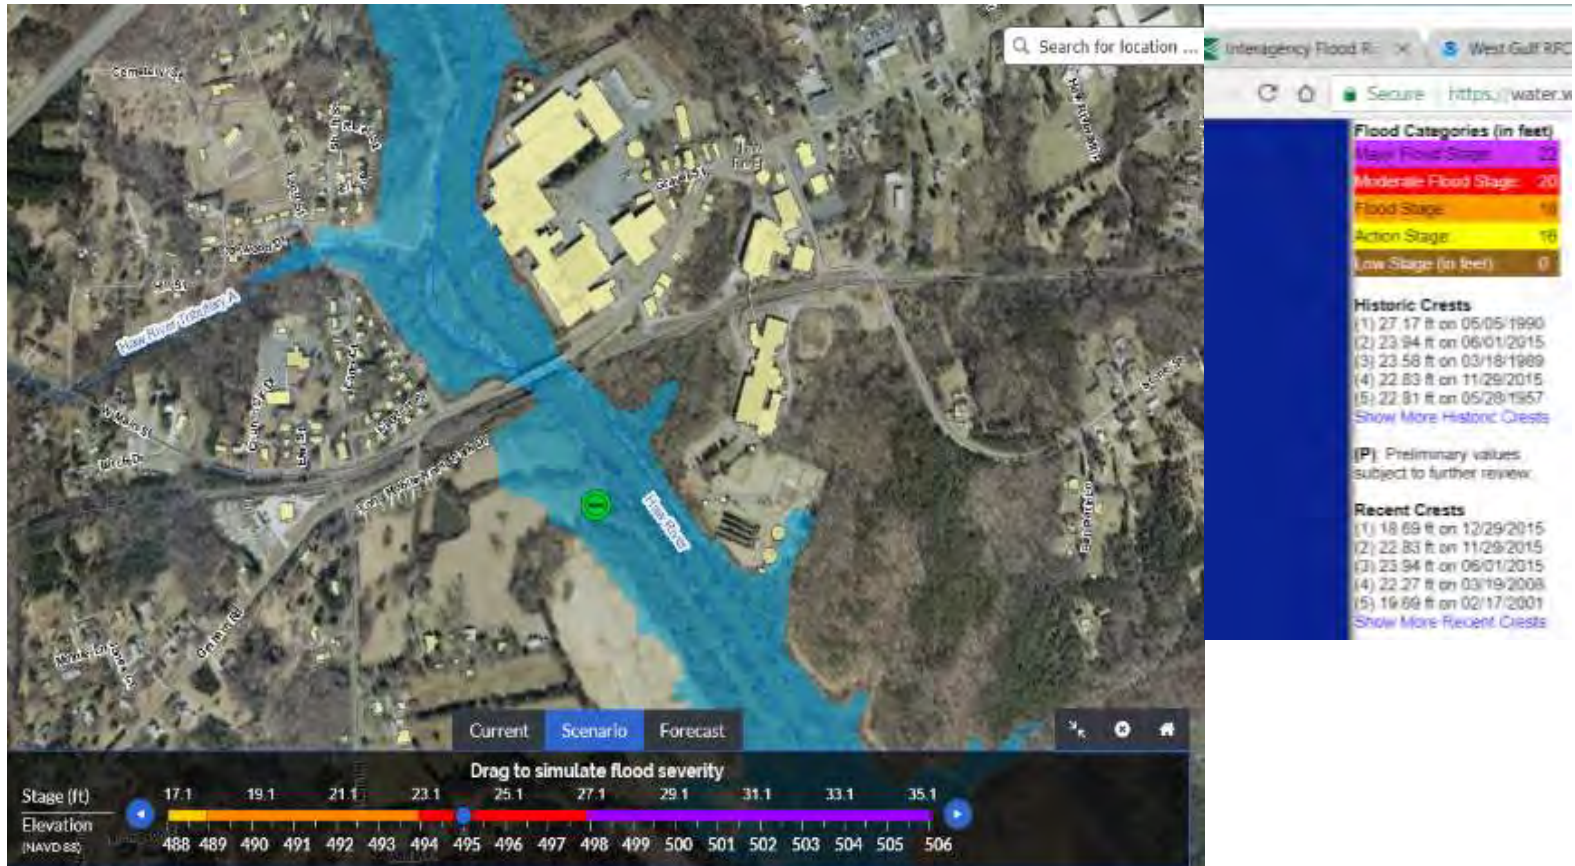 Search for location ...
Cemetery St
Haw River Tributary A
N Main St
Haw River
Stone St
Current
Scenario
Forecast
Drag to simulate flood severity
Stage (ft)
17.1 19.1 21.1 23.1 25.1 27.1 29.1 31.1 33.1 35.1
Elevation
(NAVD 88)
488 489 490 491 492 493 494 495 496 497 498 499 500 501 502 503 504 505 506
Interagency Flood Ri
West Gulf RFC
Secure https://water.w
Flood Categories (in feet)
Major Flood Stage: 22
Moderate Flood Stage: 20
Flood Stage: 18
Action Stage: 16
Low Stage (in feet): 0
Historic Crests
(1) 27.17 ft on 05/05/1990
(2) 23.94 ft on 06/01/2015
(3) 23.58 ft on 03/18/1989
(4) 22.83 ft on 11/29/2015
(5) 22.81 ft on 05/28/1957
Show More Historic Crests
(P): Preliminary values
subject to further review.
Recent Crests
(1) 18.69 ft on 12/29/2015
(2) 22.83 ft on 11/29/2015
(3) 23.94 ft on 06/01/2015
(4) 22.27 ft on 03/19/2008
(5) 19.69 ft on 02/17/2001
Show More Recent Crests